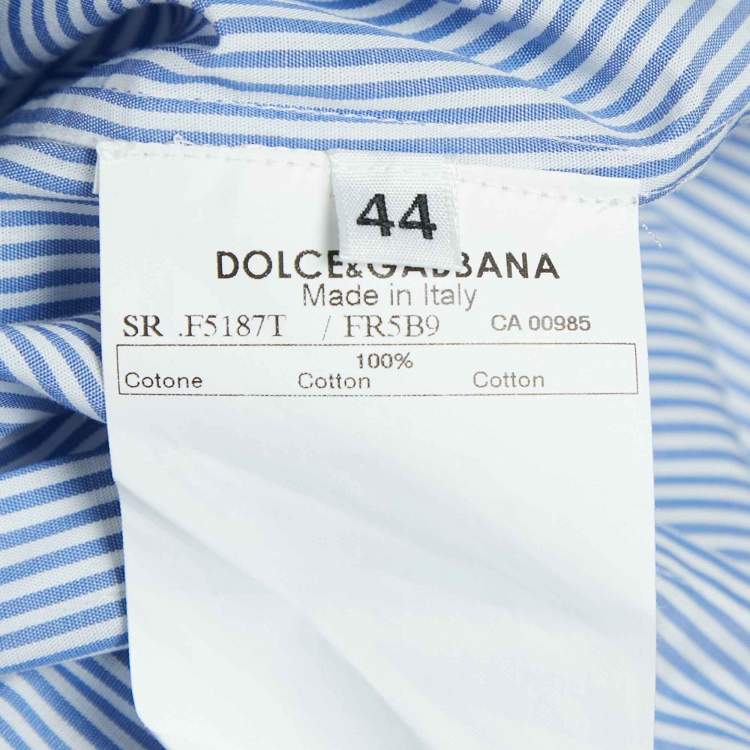 44
DOLCE&GABBANA
Made in Italy
SR .F5187T / FR5B9 CA 00985
100%
Cotone Cotton Cotton